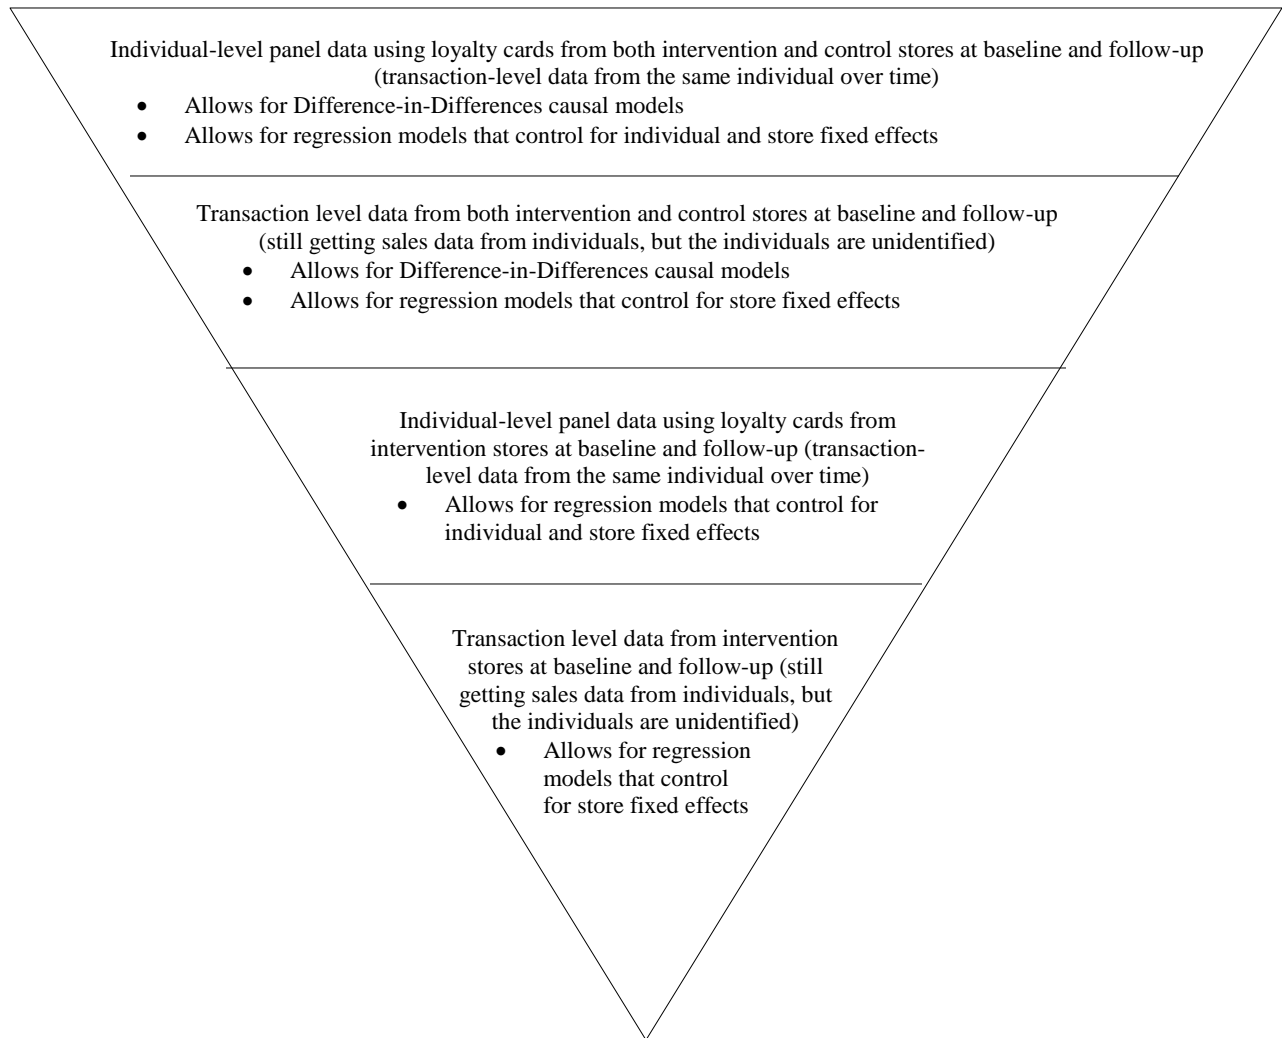 Individual-level panel data using loyalty cards from both intervention and control stores at baseline and follow-up
(transaction-level data from the same individual over time)
• Allows for Difference-in-Differences causal models
• Allows for regression models that control for individual and store fixed effects
Transaction level data from both intervention and control stores at baseline and follow-up
(still getting sales data from individuals, but the individuals are unidentified)
• Allows for Difference-in-Differences causal models
• Allows for regression models that control for store fixed effects
Individual-level panel data using loyalty cards from
intervention stores at baseline and follow-up (transaction-
level data from the same individual over time)
• Allows for regression models that control for
individual and store fixed effects
Transaction level data from intervention
stores at baseline and follow-up (still
getting sales data from individuals, but
the individuals are unidentified)
• Allows for regression
models that control
for store fixed effects